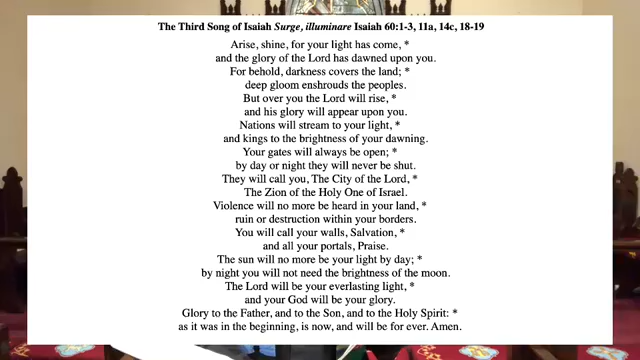 The Third Song of Isaiah Surge, illuminare Isaiah 60:1-3, 11a, 14c, 18-19
Arise, shine, for your light has come, *
and the glory of the Lord has dawned upon you.
For behold, darkness covers the land; *
deep gloom enshrouds the peoples.
But over you the Lord will rise, *
and his glory will appear upon you.
Nations will stream to your light, *
and kings to the brightness of your dawning.
Your gates will always be open; *
by day or night they will never be shut.
They will call you, The City of the Lord, *
The Zion of the Holy One of Israel.
Violence will no more be heard in your land, *
ruin or destruction within your borders.
You will call your walls, Salvation, *
and all your portals, Praise.
The sun will no more be your light by day; *
by night you will not need the brightness of the moon.
The Lord will be your everlasting light, *
and your God will be your glory.
Glory to the Father, and to the Son, and to the Holy Spirit: *
as it was in the beginning, is now, and will be for ever. Amen.